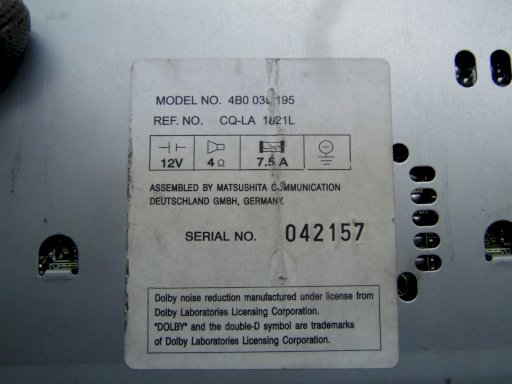 MODEL NO. 4B0 035 195
REF. NO. CQ-LA 1821L
12V 4Ω 7.5A
ASSEMBLED BY MATSUSHITA COMMUNICATION
DEUTSCHLAND GMBH, GERMANY.
SERIAL NO. 042157
Dolby noise reduction manufactured under license from
Dolby Laboratories Licensing Corporation.
"DOLBY" and the double-D symbol are trademarks
of Dolby Laboratories Licensing Corporation.